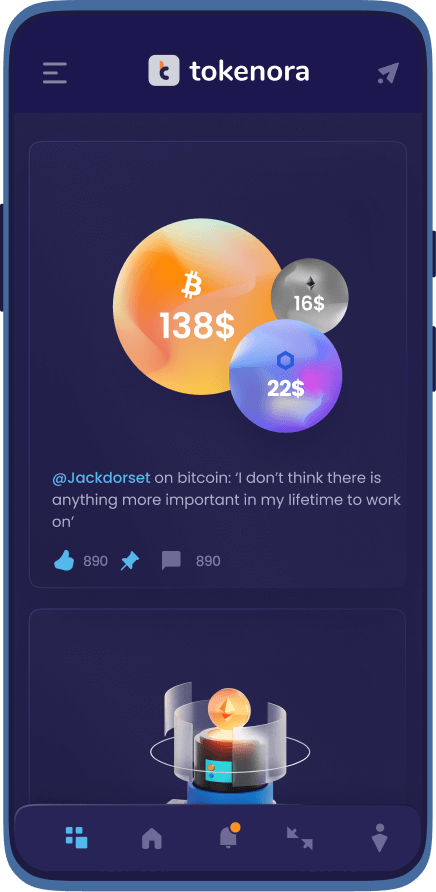 tokenora
138$
16$
22$
@Jackdorset on bitcoin: ‘I don’t think there is
anything more important in my lifetime to work
on’
890
890